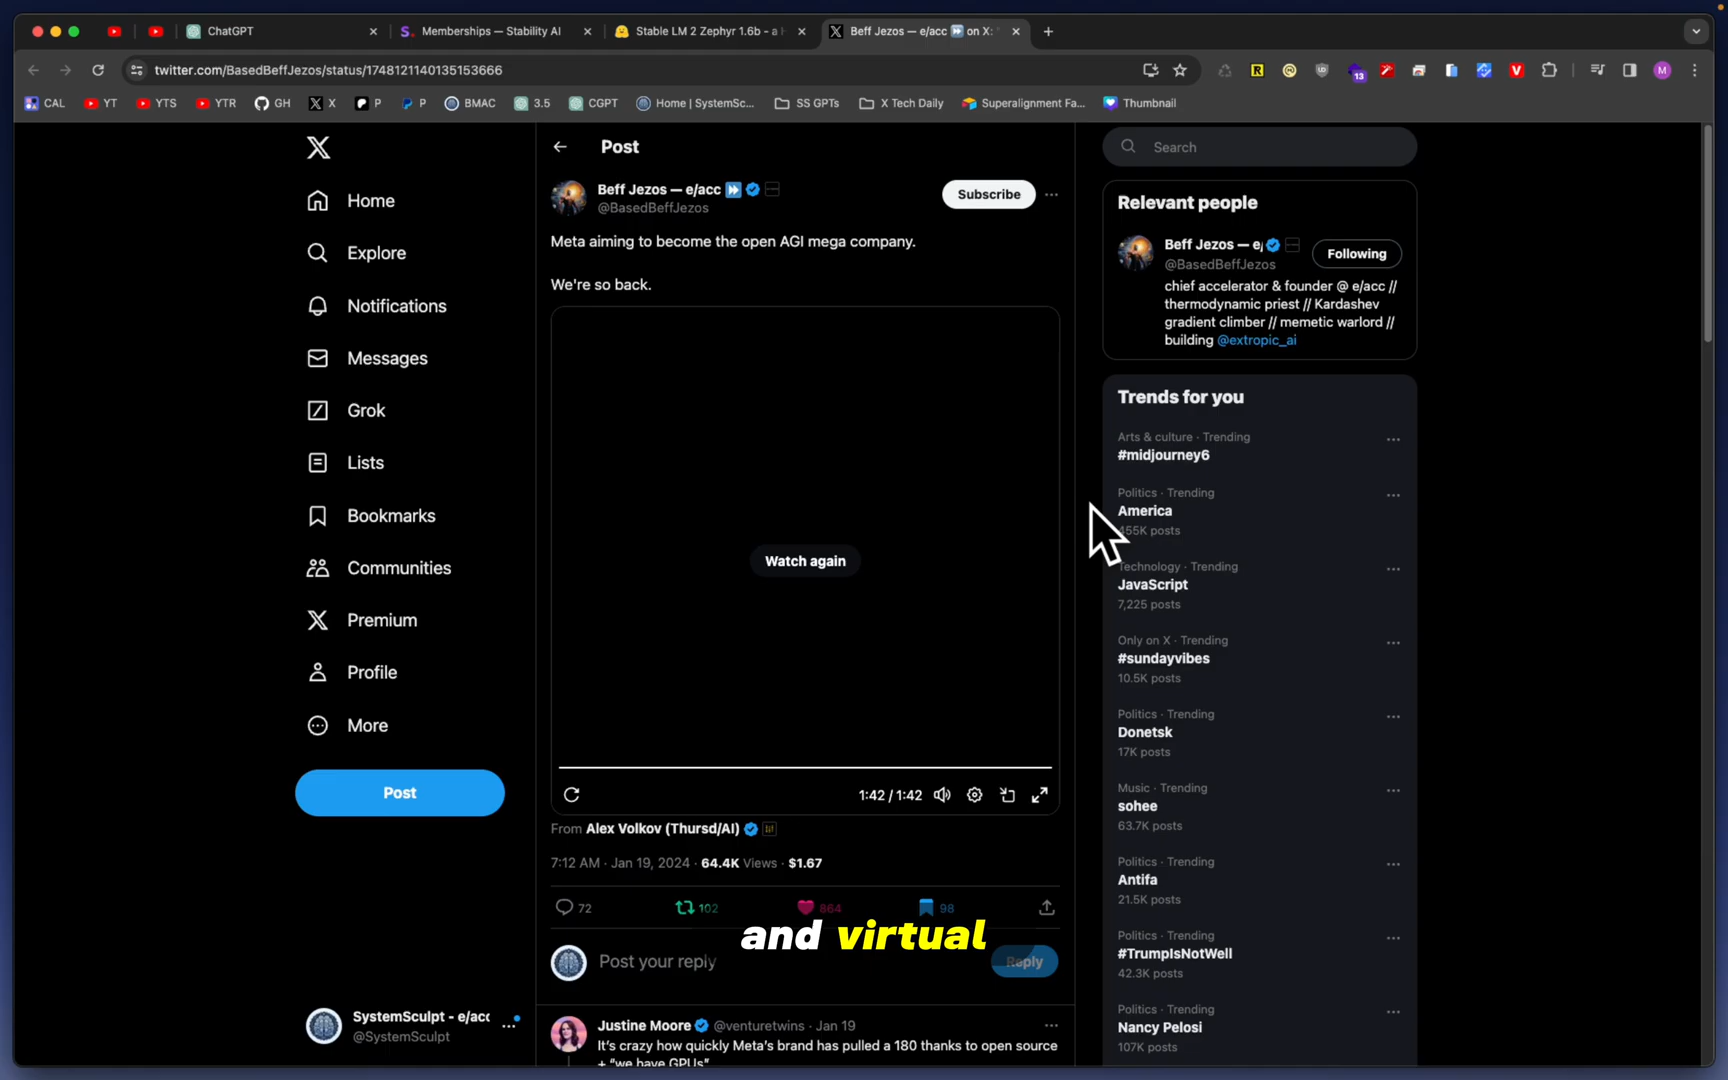 ChatGPT
Memberships — Stability AI
Stable LM 2 Zephyr 1.6b - a
Beff Jezos — e/acc ⏩ on X:
twitter.com/BasedBeffJezos/status/1748121140135153666
13
M
CAL
YT
YTS
YTR
GH
X
P
P
BMAC
3.5
CGPT
Home | SystemSc...
SS GPTs
X Tech Daily
Superalignment Fa...
Thumbnail
Home
Explore
Notifications
Messages
Grok
Lists
Bookmarks
Communities
Premium
Profile
More
Post
SystemSculpt - e/acc
@SystemSculpt
Post
Beff Jezos — e/acc ⏩
@BasedBeffJezos
Subscribe
Meta aiming to become the open AGI mega company.
We're so back.
Watch again
1:42 / 1:42
From Alex Volkov (Thursd/AI)
7:12 AM · Jan 19, 2024 · 64.4K Views · $1.67
72
102
864
98
and virtual
Post your reply
Reply
Justine Moore @venturetwins · Jan 19
It's crazy how quickly Meta's brand has pulled a 180 thanks to open source
+ "we have GPUs"
Search
Relevant people
Beff Jezos — e/
@BasedBeffJezos
Following
chief accelerator & founder @ e/acc //
thermodynamic priest // Kardashev
gradient climber // memetic warlord //
building @extropic_ai
Trends for you
Arts & culture · Trending
#midjourney6
Politics · Trending
America
455K posts
Technology · Trending
JavaScript
7,225 posts
Only on X · Trending
#sundayvibes
10.5K posts
Politics · Trending
Donetsk
17K posts
Music · Trending
sohee
63.7K posts
Politics · Trending
Antifa
21.5K posts
Politics · Trending
#TrumpIsNotWell
42.3K posts
Politics · Trending
Nancy Pelosi
107K posts